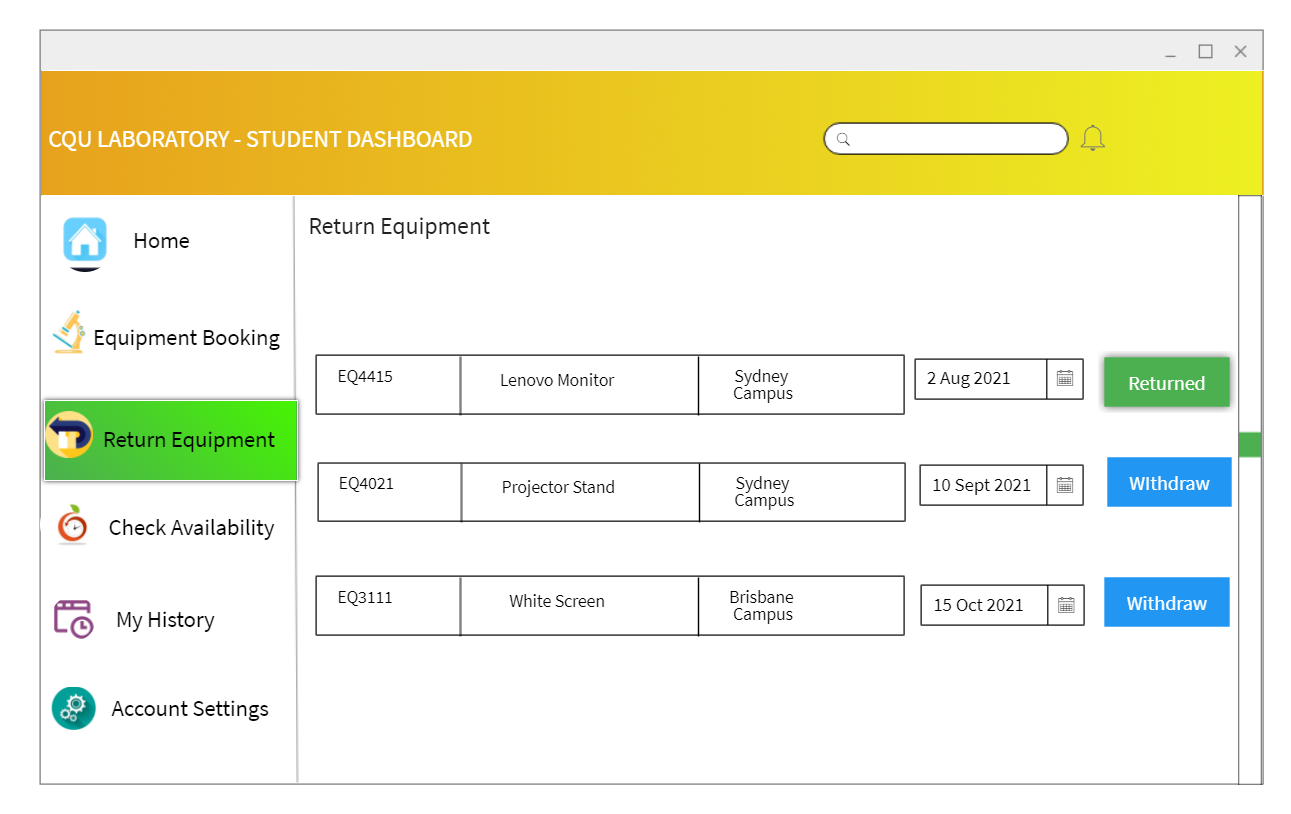 CQU LABORATORY - STUDENT DASHBOARD
Home
Equipment Booking
Return Equipment
Check Availability
My History
Account Settings
Return Equipment
EQ4415
Lenovo Monitor
Sydney
Campus
2 Aug 2021
Returned
EQ4021
Projector Stand
Sydney
Campus
10 Sept 2021
WIthdraw
EQ3111
White Screen
Brisbane
Campus
15 Oct 2021
Withdraw